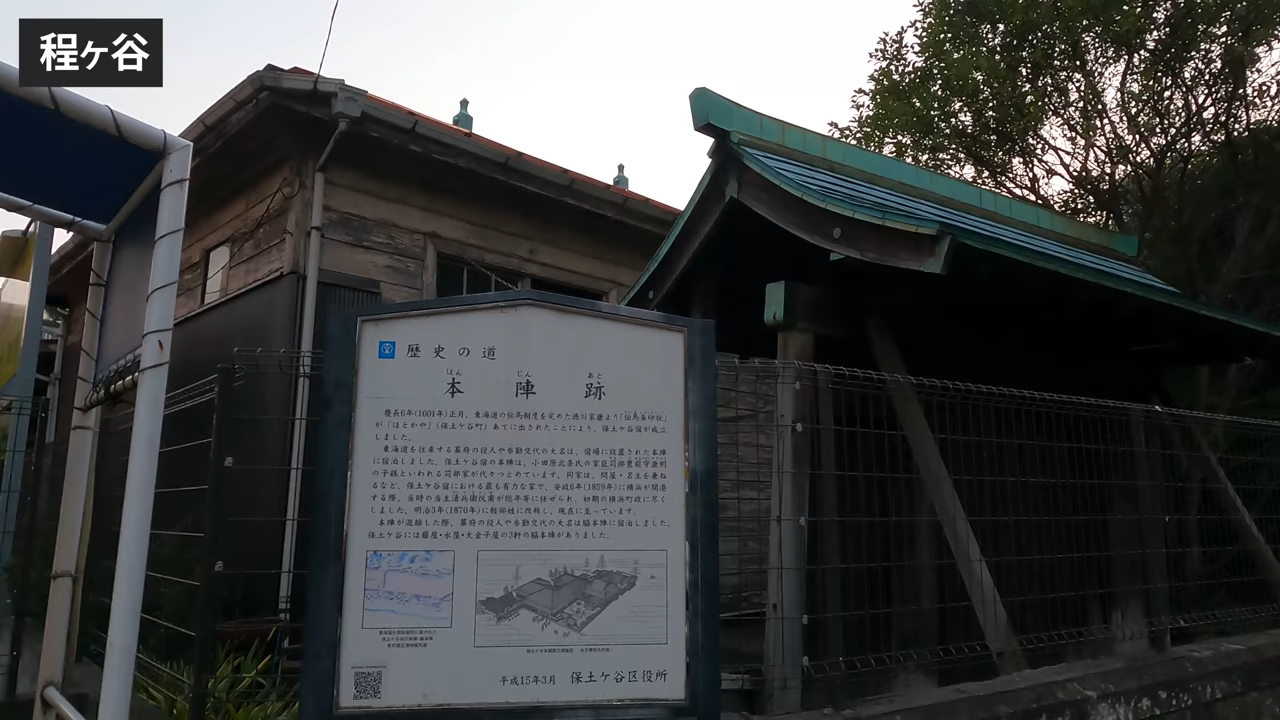 程ヶ谷
歴史の道
ほん じん あと
本陣跡
慶長6年(1601年)正月、東海道の伝馬制度を定めた徳川家康より「伝馬朱印状」
が「ほとかや」(保土ケ谷町)あてに出されたことにより、保土ケ谷宿が成立
しました。
東海道を往来する幕府の役人や参勤交代の大名は、宿場に設置された本陣
に宿泊しました。保土ケ谷宿の本陣は、小田原北条氏の家臣苅部豊前守康則
の子孫といわれる苅部家が代々つとめています。同家は、問屋・名主を兼ね
るなど、保土ケ谷宿における最も有力な家で、安政6年(1859年)に横浜が開港
する際、当時の当主清兵衛悦甫が総年寄に任ぜられ、初期の横浜町政に尽く
しました。明治3年(1870年)に軽部姓に改称し、現在に至っています。
本陣が混雑した際、幕府の役人や参勤交代の大名は脇本陣に宿泊しました。
保土ケ谷には藤屋・水屋・大金子屋の3軒の脇本陣がありました。
平成15年3月 保土ケ谷区役所